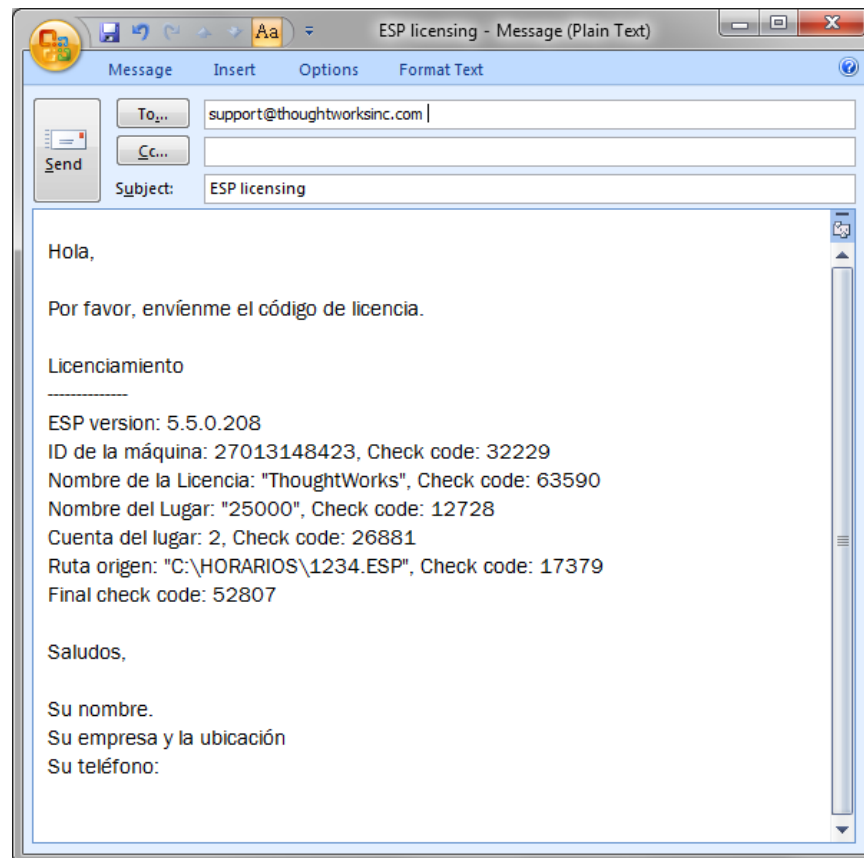 Aa
ESP licensing - Message (Plain Text)
Message Insert Options Format Text
Send
To... support@thoughtworksinc.com
Cc...
Subject: ESP licensing
Hola,
Por favor, envíenme el código de licencia.
Licenciamiento
--------------
ESP version: 5.5.0.208
ID de la máquina: 27013148423, Check code: 32229
Nombre de la Licencia: "ThoughtWorks", Check code: 63590
Nombre del Lugar: "25000", Check code: 12728
Cuenta del lugar: 2, Check code: 26881
Ruta origen: "C:\HORARIOS\1234.ESP", Check code: 17379
Final check code: 52807
Saludos,
Su nombre.
Su empresa y la ubicación
Su teléfono: